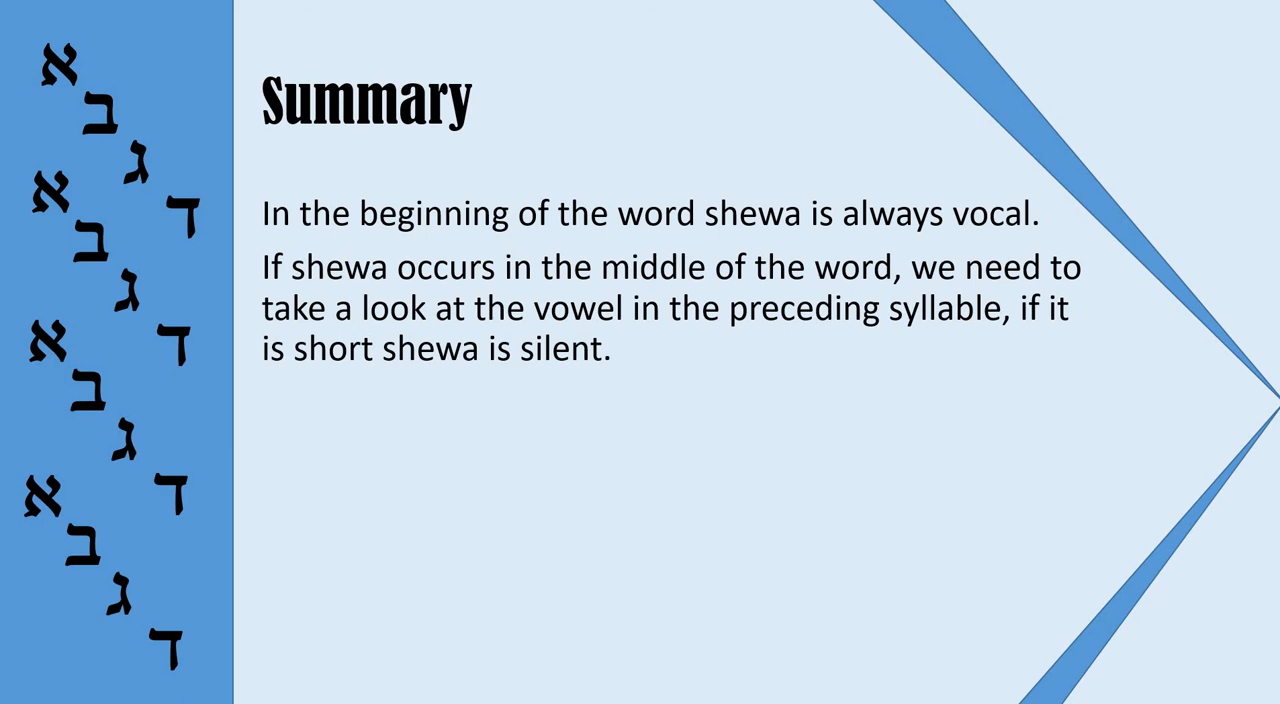 Summary
In the beginning of the word shewa is always vocal.
If shewa occurs in the middle of the word, we need to
take a look at the vowel in the preceding syllable, if it
is short shewa is silent.
א
ב
ג
ד
א
ב
ג
ד
א
ב
ג
ד
א
ב
ג
ד